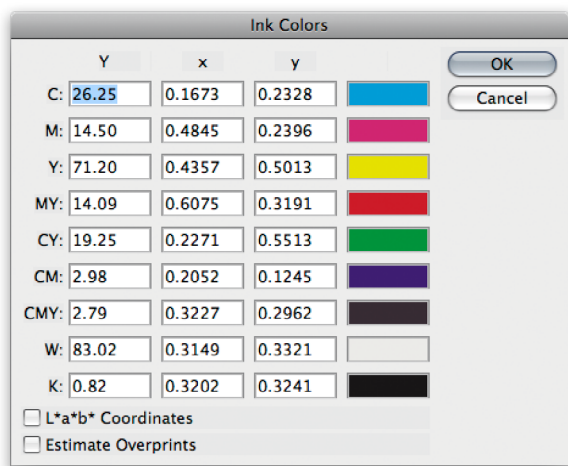 Ink Colors
Y x y OK
C: 26.25 0.1673 0.2328
Cancel
M: 14.50 0.4845 0.2396
Y: 71.20 0.4357 0.5013
MY: 14.09 0.6075 0.3191
CY: 19.25 0.2271 0.5513
CM: 2.98 0.2052 0.1245
CMY: 2.79 0.3227 0.2962
W: 83.02 0.3149 0.3321
K: 0.82 0.3202 0.3241
L*a*b* Coordinates
Estimate Overprints